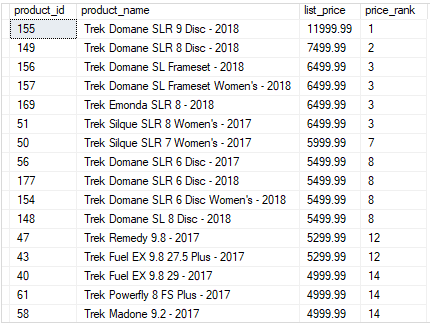 product_id product_name list_price price_rank
155 Trek Domane SLR 9 Disc - 2018 11999.99 1
149 Trek Domane SLR 8 Disc - 2018 7499.99 2
156 Trek Domane SL Frameset - 2018 6499.99 3
157 Trek Domane SL Frameset Women's - 2018 6499.99 3
169 Trek Emonda SLR 8 - 2018 6499.99 3
51 Trek Silque SLR 8 Women's - 2017 6499.99 3
50 Trek Silque SLR 7 Women's - 2017 5999.99 7
56 Trek Domane SLR 6 Disc - 2017 5499.99 8
177 Trek Domane SLR 6 Disc - 2018 5499.99 8
154 Trek Domane SLR 6 Disc Women's - 2018 5499.99 8
148 Trek Domane SL 8 Disc - 2018 5499.99 8
47 Trek Remedy 9.8 - 2017 5299.99 12
43 Trek Fuel EX 9.8 27.5 Plus - 2017 5299.99 12
40 Trek Fuel EX 9.8 29 - 2017 4999.99 14
61 Trek Powerfly 8 FS Plus - 2017 4999.99 14
58 Trek Madone 9.2 - 2017 4999.99 14